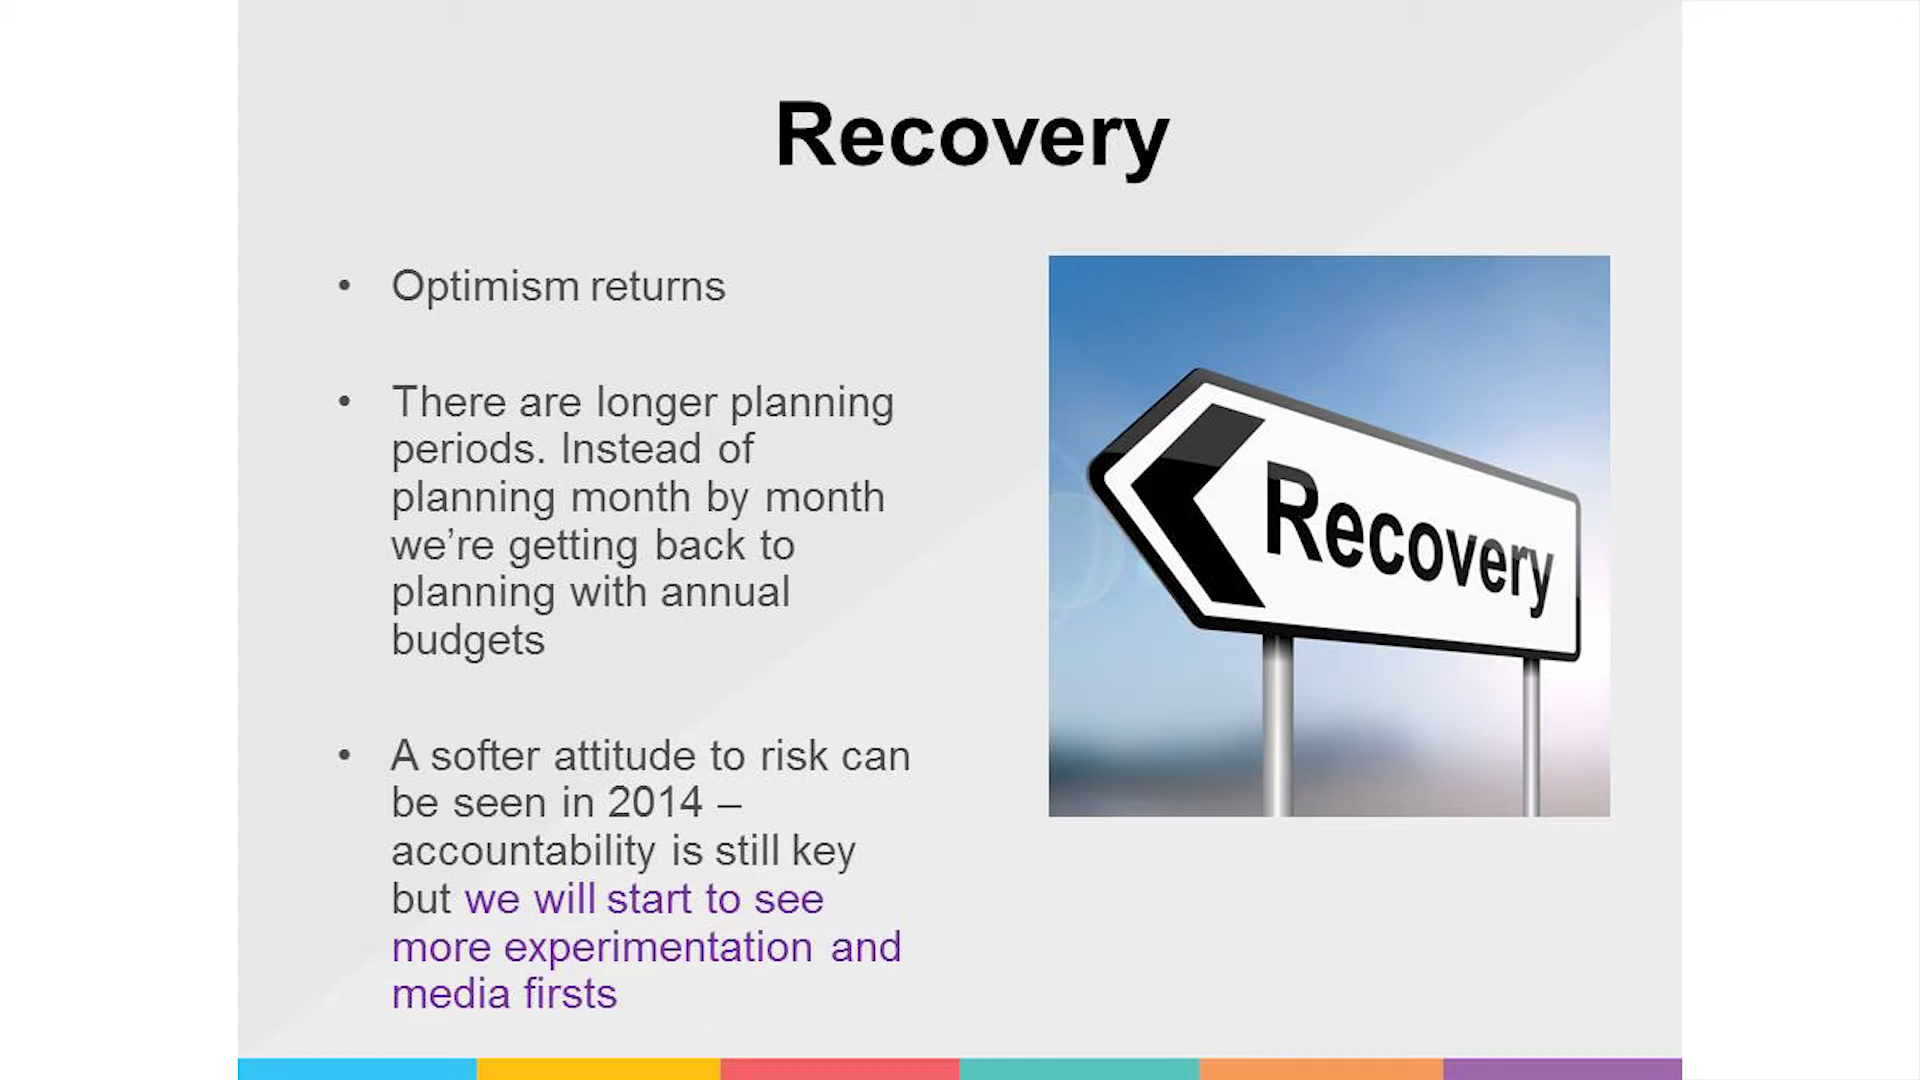 Recovery
• Optimism returns
• There are longer planning
periods. Instead of
planning month by month
we’re getting back to
planning with annual
budgets
• A softer attitude to risk can
be seen in 2014 –
accountability is still key
but we will start to see
more experimentation and
media firsts
Recovery